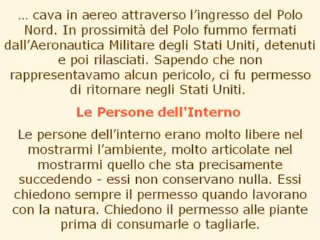 … cava in aereo attraverso l’ingresso del Polo
Nord. In prossimità del Polo fummo fermati
dall’Aeronautica Militare degli Stati Uniti, detenuti
e poi rilasciati. Sapendo che non
rappresentavamo alcun pericolo, ci fu permesso
di ritornare negli Stati Uniti.
Le Persone dell'Interno
Le persone dell’interno erano molto libere nel
mostrarmi l’ambiente, molto articolate nel
mostrarmi quello che sta precisamente
succedendo - essi non conservano nulla. Essi
chiedono sempre il permesso quando lavorano
con la natura. Chiedono il permesso alle piante
prima di consumarle o tagliarle.